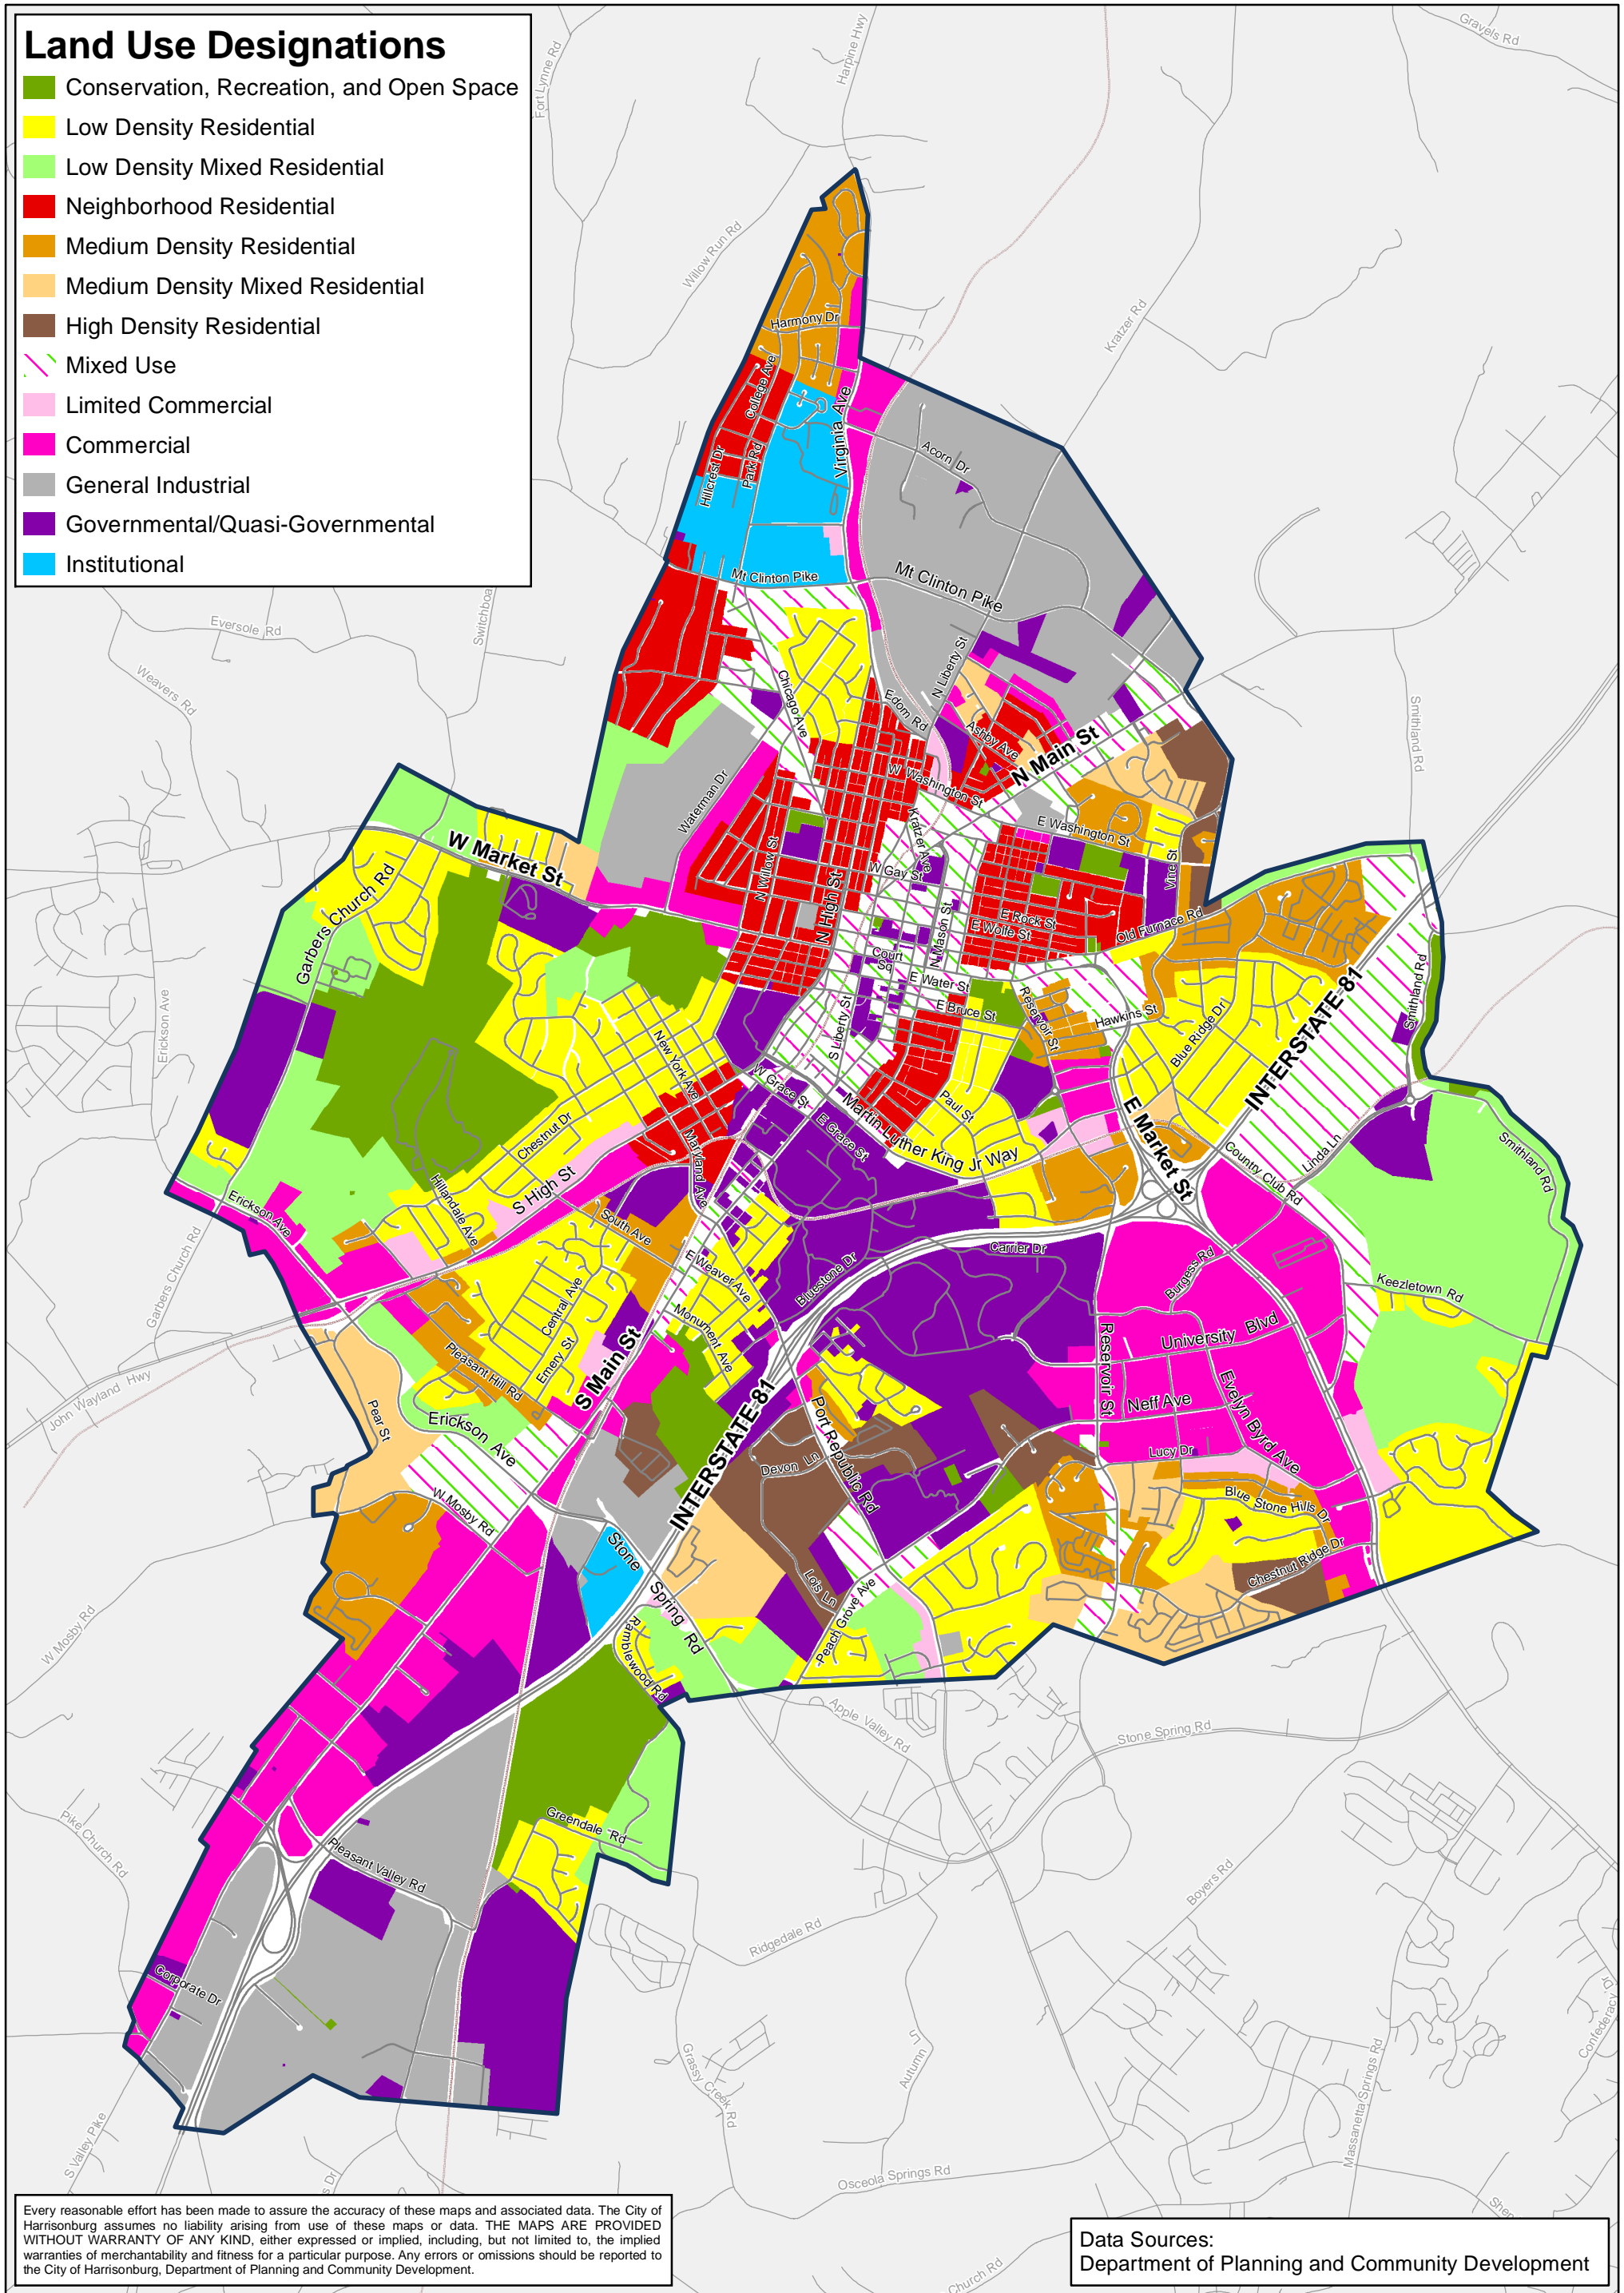 Land Use Designations
Conservation, Recreation, and Open Space
Low Density Residential
Low Density Mixed Residential
Neighborhood Residential
Medium Density Residential
Medium Density Mixed Residential
High Density Residential
Mixed Use
Limited Commercial
Commercial
General Industrial
Governmental/Quasi-Governmental
Institutional
Fort Lynne Rd
Harpine Hwy
Gravels Rd
Willow Run Rd
Kratzer Rd
Harmony Dr
College Ave
Virginia Ave
Park Rd
Hillcrest Dr
Acorn Dr
Mt Clinton Pike
Mt Clinton Pike
Eversole Rd
Weavers Rd
N Liberty St
Chicago Ave
Edom Rd
Ashby Ave
N Main St
Smithland Rd
Waterman Dr
W Washington St
E Washington St
Kratzer Ave
W Market St
N Willow St
W Gay St
Vine St
N High St
Garbers Church Rd
E Rock St
E Wolfe St
Old Furnace Rd
N Mason St
Court
Sq
E Water St
E Bruce St
Reservoir St
Hawkins St
Blue Ridge Dr
INTERSTATE 81
Smithland Rd
Erickson Ave
S Liberty St
New York Ave
W Grace St
E Grace St
Martin Luther King Jr Way
Paul St
E Market St
Country Club Rd
Linda Ln
Smithland Rd
Chestnut Dr
Maryland Ave
S High St
Hillandale Ave
Erickson Ave
South Ave
E Weaver Ave
Bluestone Dr
Carrier Dr
Burgess Rd
Keezletown Rd
Garbers Church Rd
Central Ave
Monument Ave
Emery St
S Main St
Reservoir St
University Blvd
John Wayland Hwy
Pleasant Hill Rd
Neff Ave
Evelyn Byrd Ave
Pear St
Erickson Ave
INTERSTATE 81
Port Republic Rd
Devon Ln
Lucy Dr
W Mosby Rd
Blue Stone Hills Dr
Stone Spring Rd
Lois Ln
Peach Grove Ave
Chestnut Ridge Dr
W Mosby Rd
Ramblewood Rd
Apple Valley Rd
Stone Spring Rd
Pike Church Rd
Greendale Rd
Pleasant Valley Rd
Boyers Rd
Ridgedale Rd
Corporate Dr
Grassy Creek Rd
Massanetta Springs Rd
S Valley Pike
Osceola Springs Rd
Church Rd
Every reasonable effort has been made to assure the accuracy of these maps and associated data. The City of
Harrisonburg assumes no liability arising from use of these maps or data. THE MAPS ARE PROVIDED
WITHOUT WARRANTY OF ANY KIND, either expressed or implied, including, but not limited to, the implied
warranties of merchantability and fitness for a particular purpose. Any errors or omissions should be reported to
the City of Harrisonburg, Department of Planning and Community Development.
Data Sources:
Department of Planning and Community Development